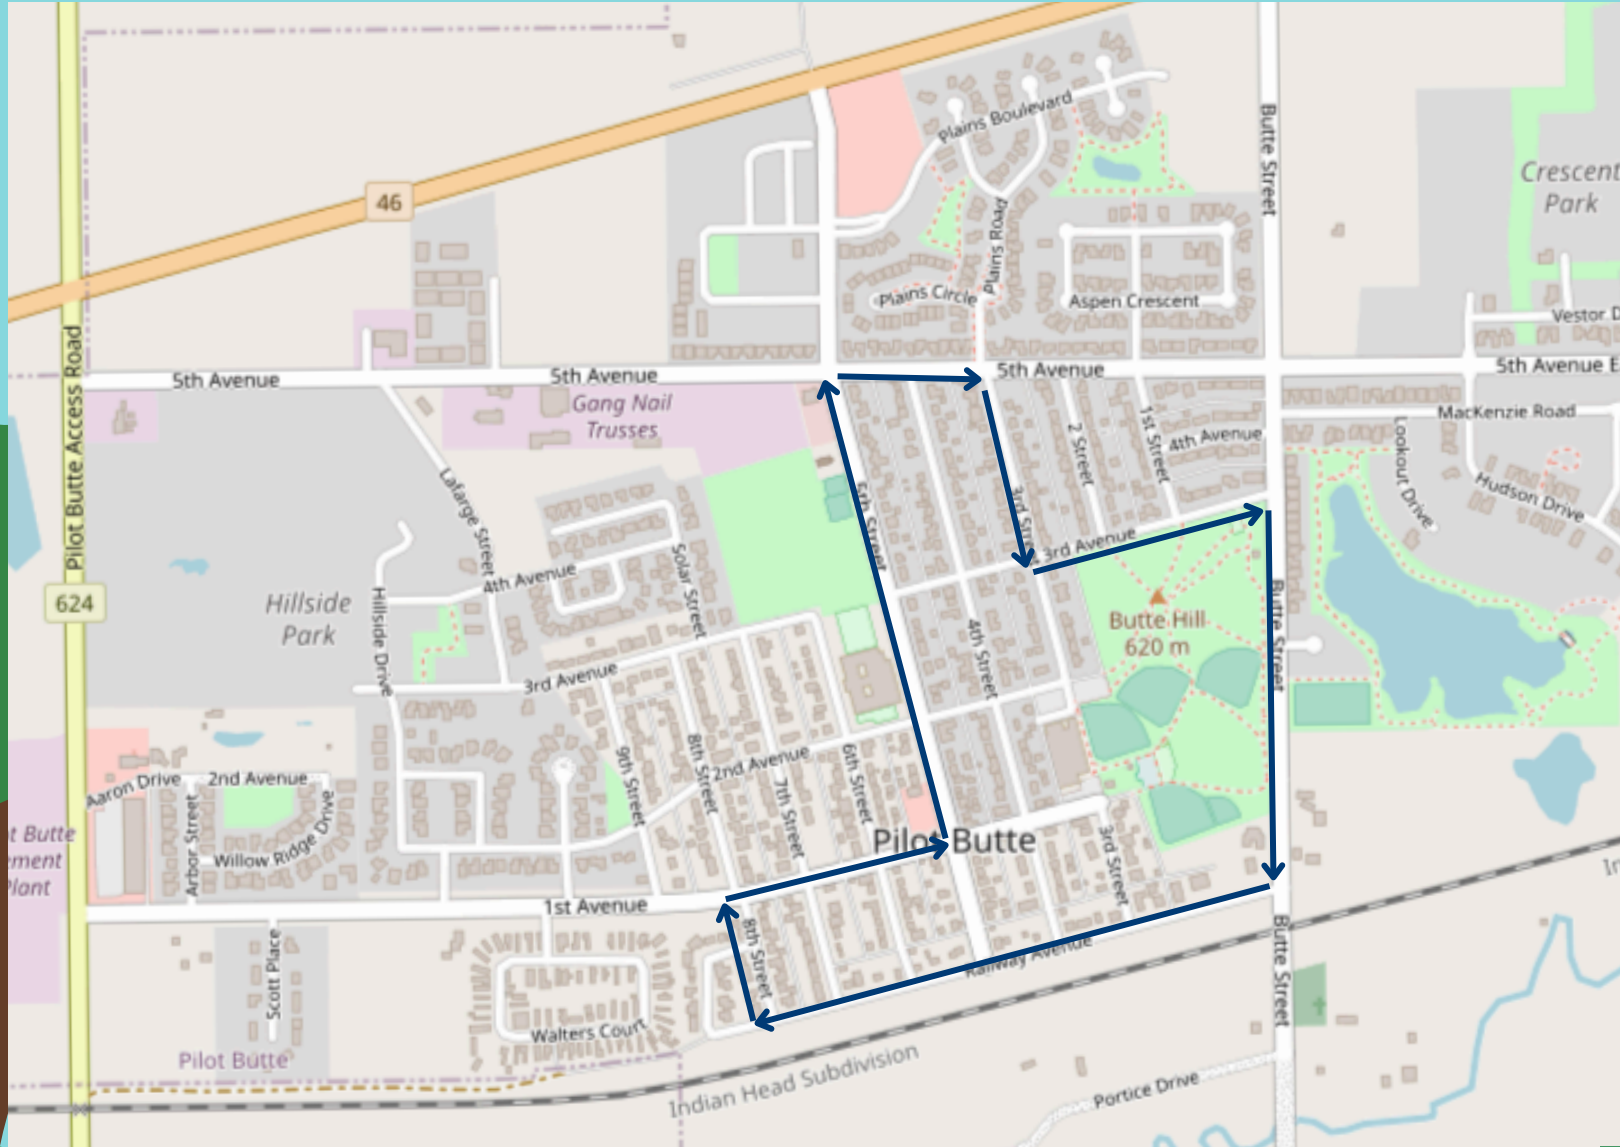 Butte Street
Plains Boulevard
Crescent
Park
46
Plains Road
Plains Circle
Aspen Crescent
Vestor D
Pilot Butte Access Road
5th Avenue
5th Avenue
5th Avenue
5th Avenue E
Gang Nail
Trusses
MacKenzie Road
2 Street
1st Street
4th Avenue
Lookout Drive
Lafarge Street
5th Street
3rd Street
Hudson Drive
3rd Avenue
Solar Street
4th Avenue
624
Hillside
Park
Hillside Drive
Butte Hill
620 m
Butte Street
4th Street
3rd Avenue
9th Street
8th Street
2nd Avenue
7th Street
6th Street
Aaron Drive
2nd Avenue
Arbor Street
Willow Ridge Drive
t Butte
ement
Plant
Pilot Butte
3rd Street
1st Avenue
8th Street
Railway Avenue
Butte Street
Scott Place
Walters Court
Pilot Butte
Indian Head Subdivision
Portice Drive
In